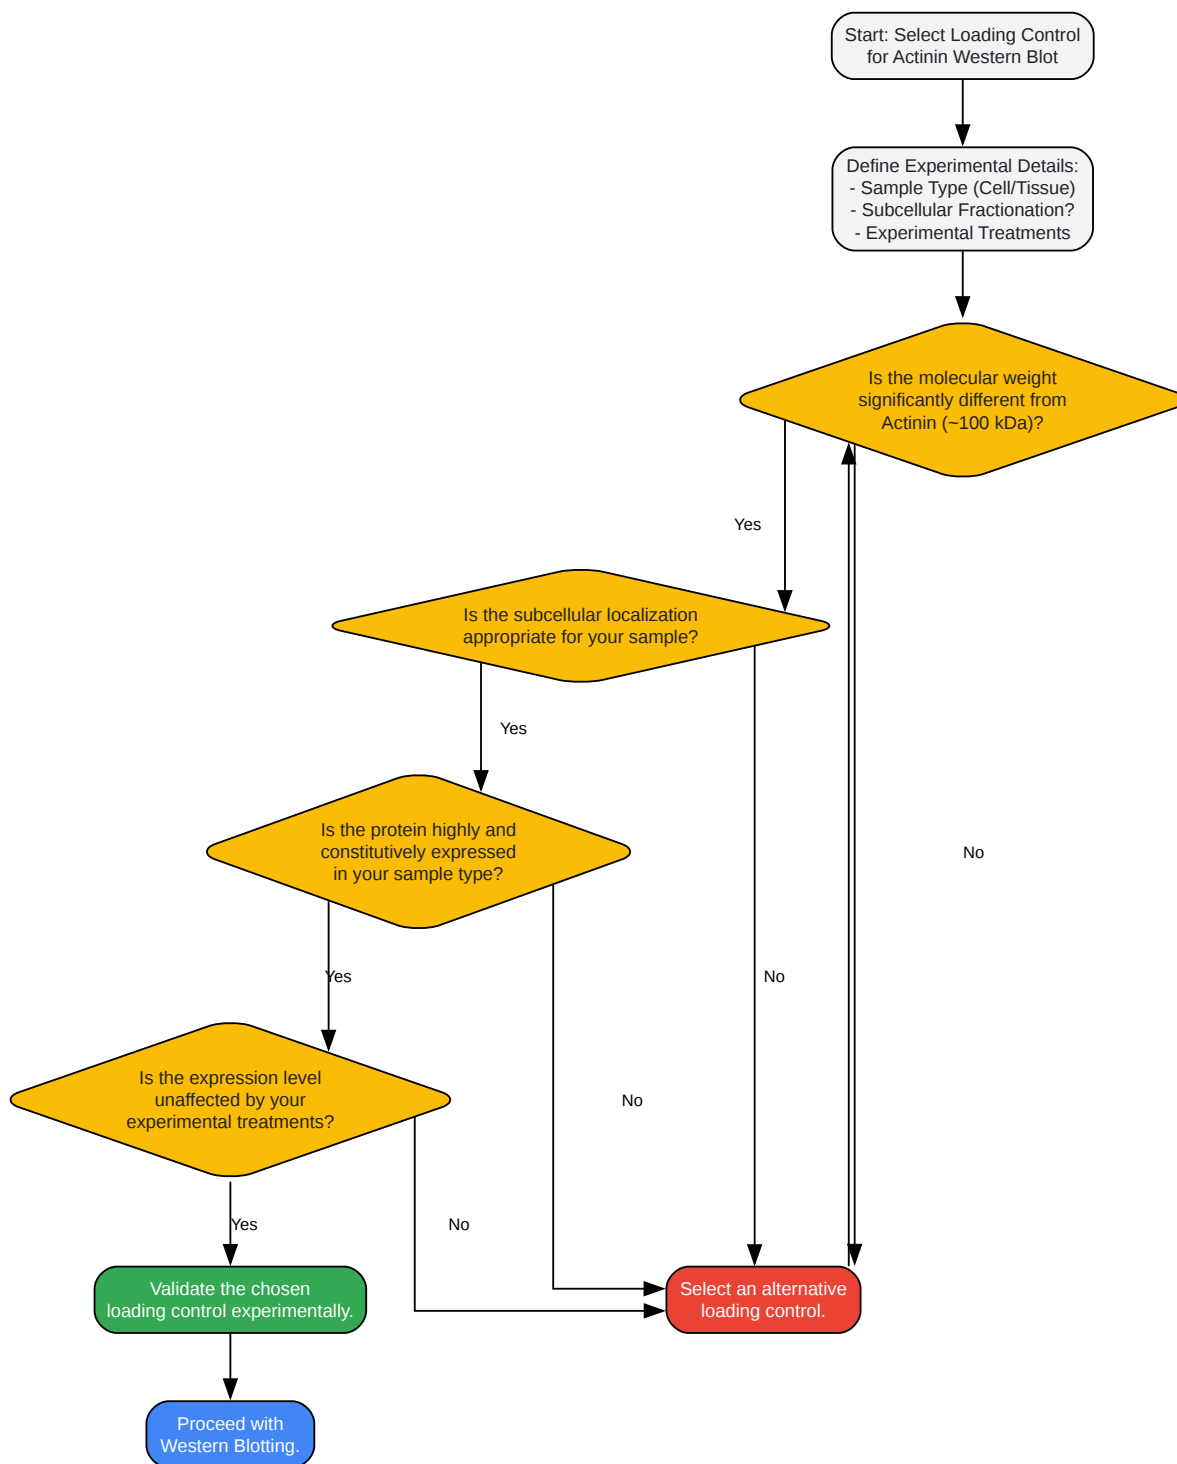 Start: Select Loading Control
for Actinin Western Blot
Define Experimental Details:
- Sample Type (Cell/Tissue)
- Subcellular Fractionation?
- Experimental Treatments
Is the molecular weight
significantly different from
Actinin (~100 kDa)?
Yes
Is the subcellular localization
appropriate for your sample?
Yes
Is the protein highly and
constitutively expressed
in your sample type?
No
Yes
No
Is the expression level
unaffected by your
experimental treatments?
No
Yes
No
Validate the chosen
loading control experimentally.
Select an alternative
loading control.
Proceed with
Western Blotting.